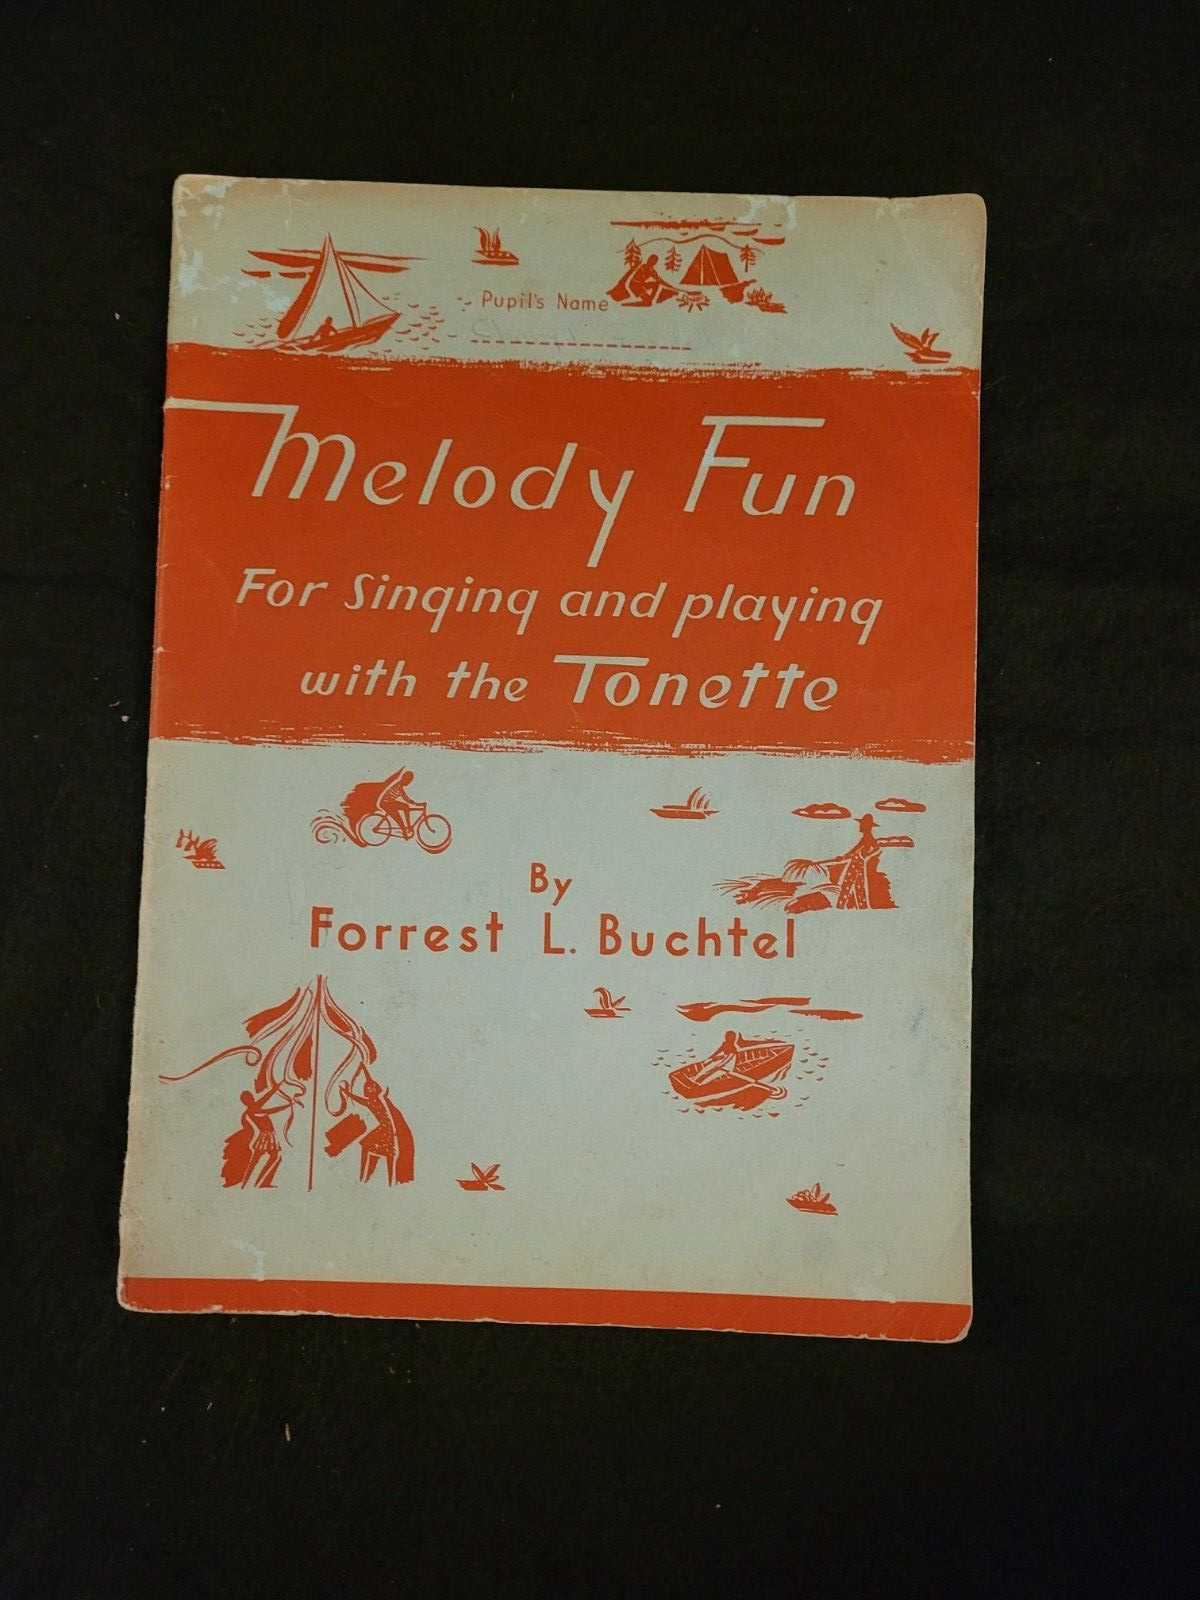 Pupil's Name
Melody Fun
For Singing and playing
with the Tonette
By
Forrest L. Buchtel